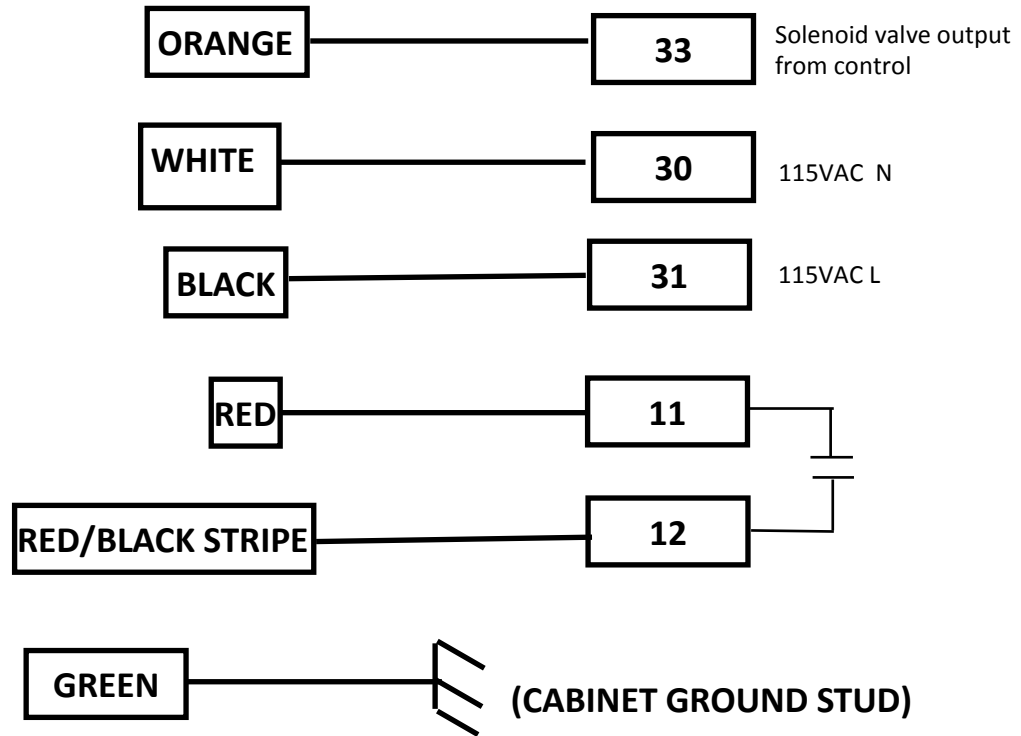 ORANGE
33
Solenoid valve output
from control
WHITE
30
115VAC N
BLACK
31
115VAC L
RED
11
RED/BLACK STRIPE
12
GREEN
(CABINET GROUND STUD)